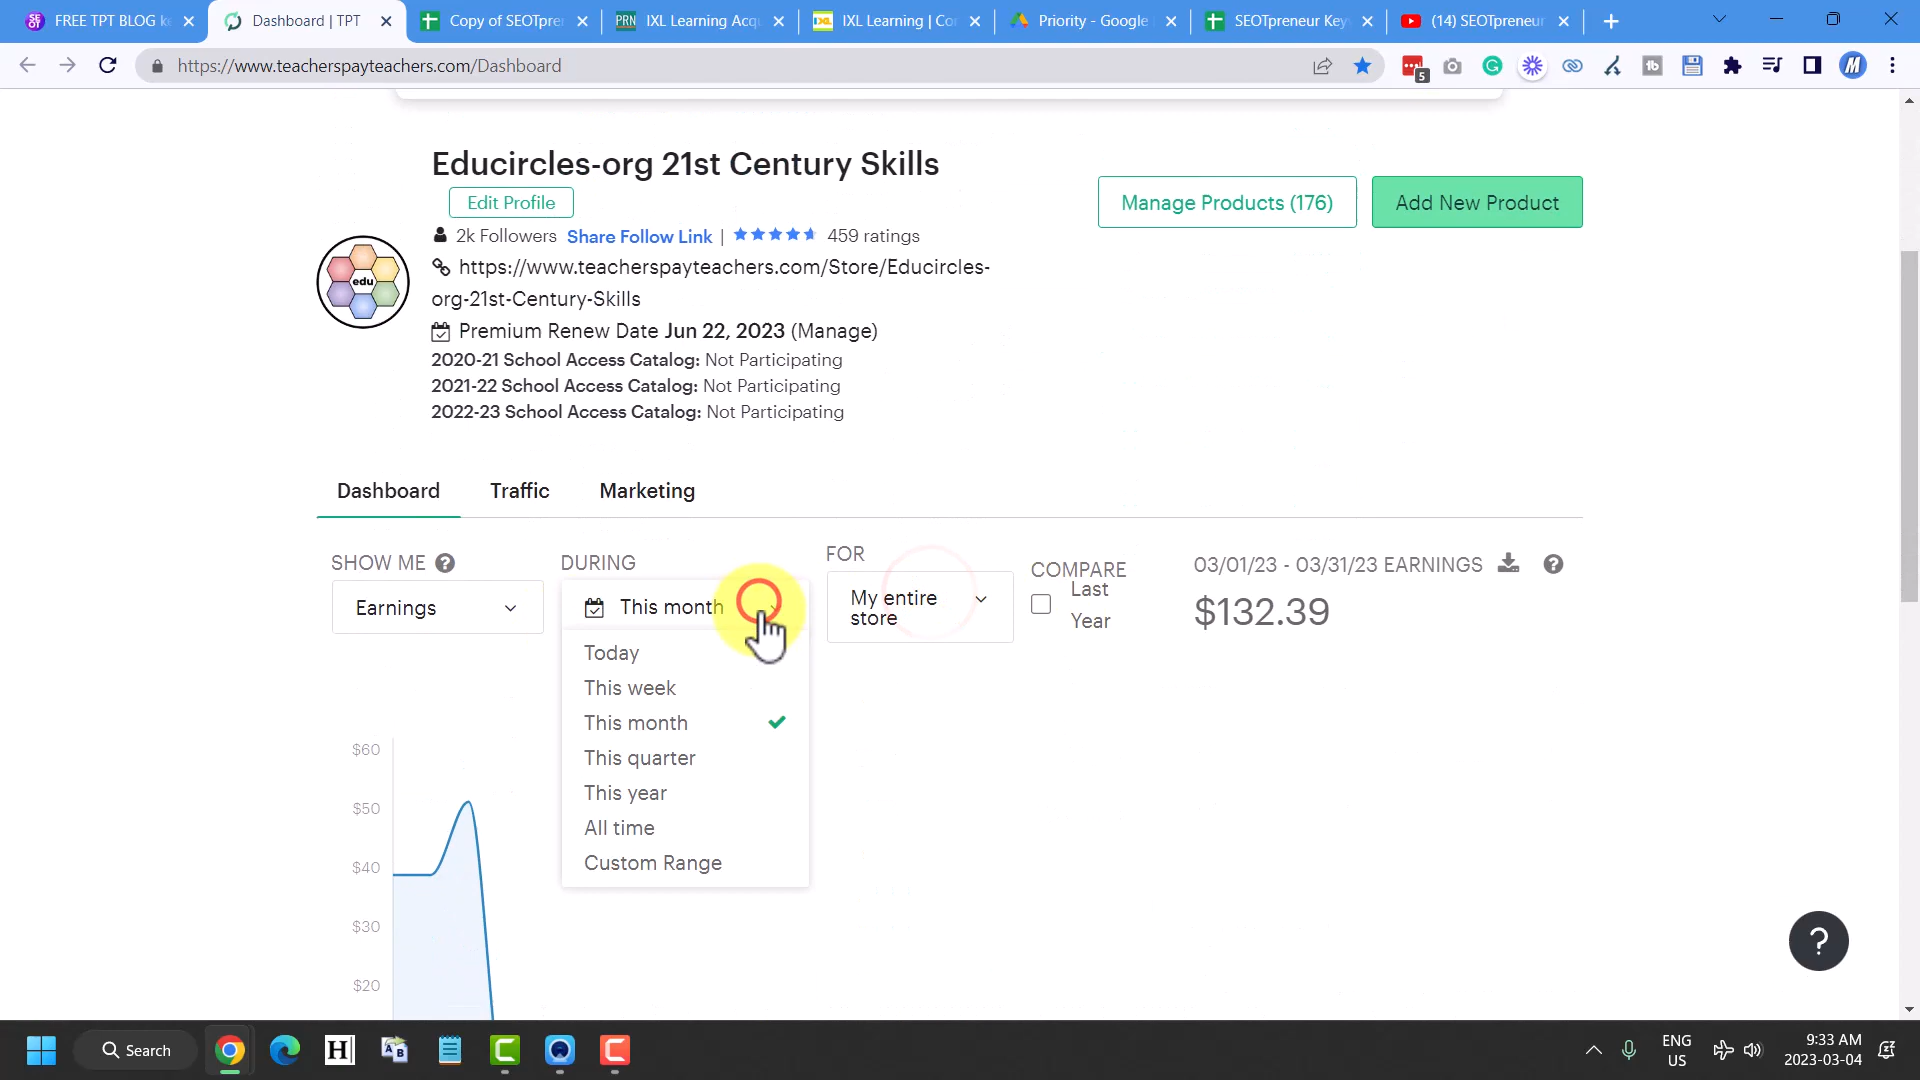 FREE TPT BLOG ke
Dashboard | TPT
Copy of SEOTpren
IXL Learning Acqu
IXL Learning | Co
Priority - Google
SEOTpreneur Key
(14) SEOTpreneur
https://www.teacherspayteachers.com/Dashboard
5
Educircles-org 21st Century Skills
Edit Profile
Manage Products (176)
Add New Product
2k Followers Share Follow Link | 459 ratings
edu
https://www.teacherspayteachers.com/Store/Educircles-
org-21st-Century-Skills
Premium Renew Date Jun 22, 2023 (Manage)
2020-21 School Access Catalog: Not Participating
2021-22 School Access Catalog: Not Participating
2022-23 School Access Catalog: Not Participating
Dashboard Traffic Marketing
SHOW ME ?
Earnings
DURING
This month
Today
This week
This month
This quarter
This year
All time
Custom Range
FOR
My entire
store
COMPARE
Last
Year
03/01/23 - 03/31/23 EARNINGS
$132.39
$60
$50
$40
$30
$20
?
Search
ENG
US
9:33 AM
2023-03-04